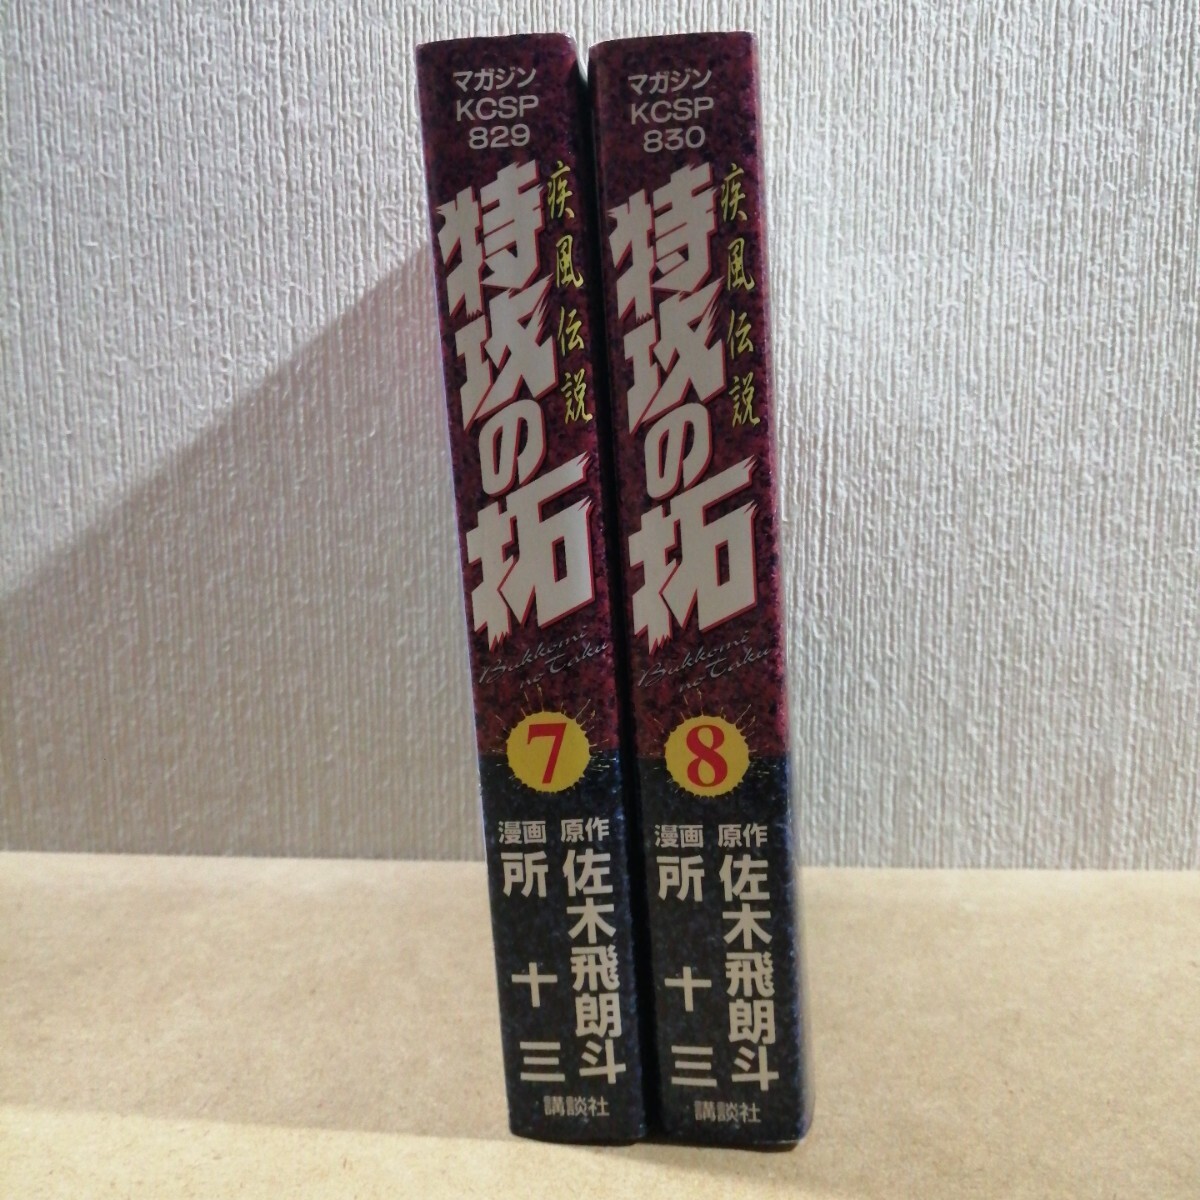 マガジン
KCSP
829
疾風伝説
特攻の拓
Bukkomi
no Taku
7
原作
佐木飛朗斗
漫画
所十三
講談社
マガジン
KCSP
830
疾風伝説
特攻の拓
Bukkomi
no Taku
8
原作
佐木飛朗斗
漫画
所十三
講談社